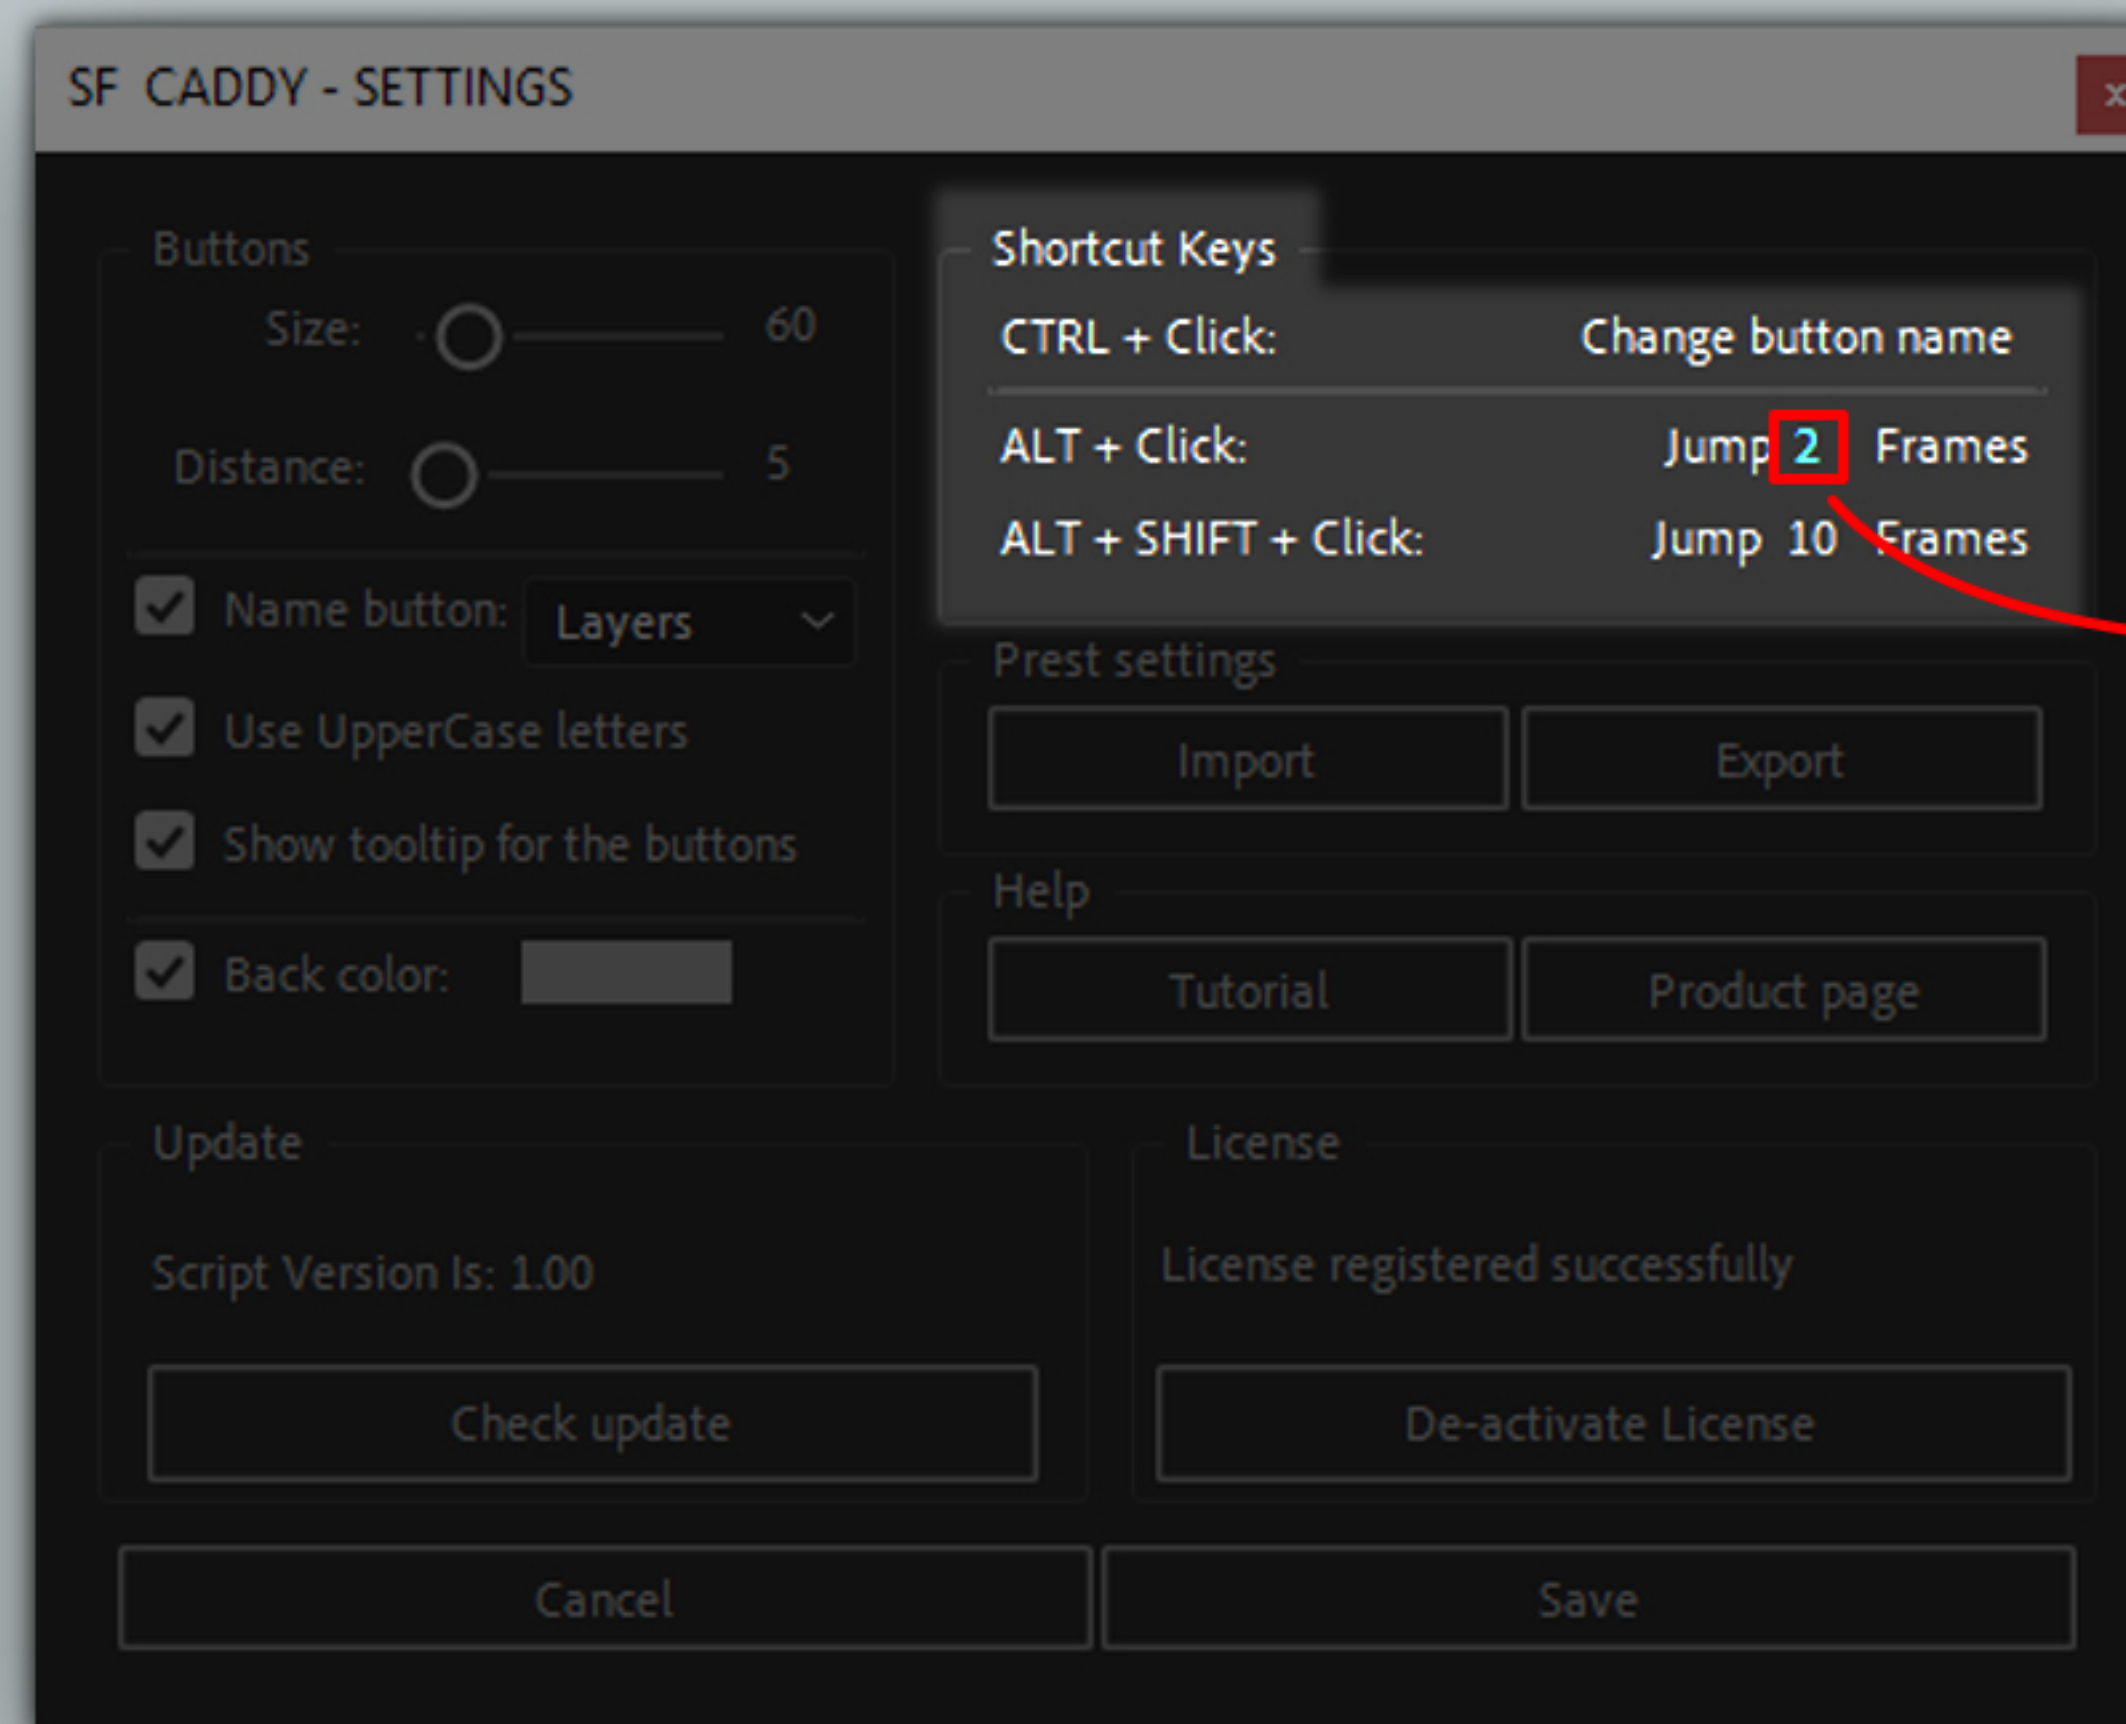 SF CADDY - SETTINGS
x
Buttons
Size: 60
Distance: 5
Name button: Layers
Use UpperCase letters
Show tooltip for the buttons
Back color:
Shortcut Keys
CTRL + Click: Change button name
ALT + Click: Jump 2 Frames
ALT + SHIFT + Click: Jump 10 Frames
Prest settings
Import Export
Help
Tutorial Product page
Update
Script Version Is: 1.00
Check update
License
License registered successfully
De-activate License
Cancel Save